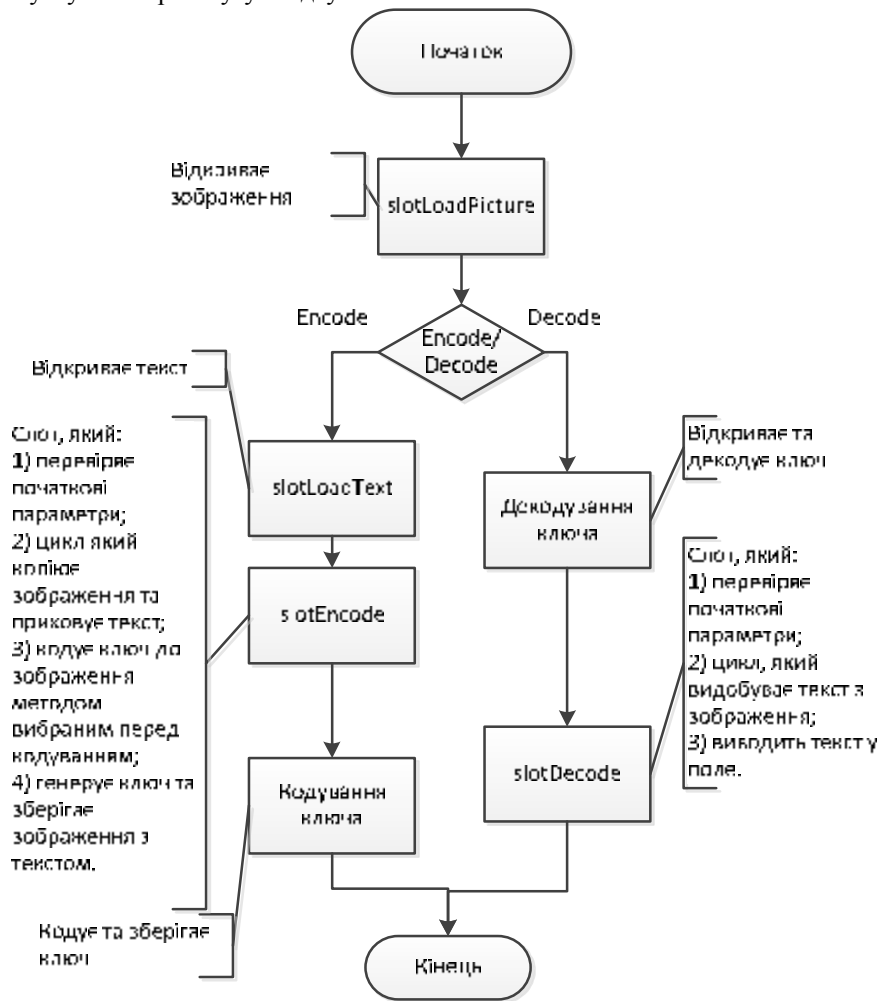 Початок
Відкриває
зображення
slotLoadPicture
Encode
Decode
Encode/
Decode
Відкриває текст
slotLoadText
Слот, який:
1) перевіряє
початкові
параметри;
2) цикл який
копіює
зображення та
приховує текст;
3) кодує ключ до
зображення
методом
вибраним перед
кодуванням;
4) генерує ключ та
зберігає
зображення з
текстом.
slotEncode
Кодування
ключа
Кодує та зберігає
ключ
Відкриває та
декодує ключ
Декодування
ключа
Слот, який:
1) перевіряє
початкові
параметри;
2) цикл, який
видобуває текст з
зображення;
3) виводить текст у
поле.
slotDecode
Кінець